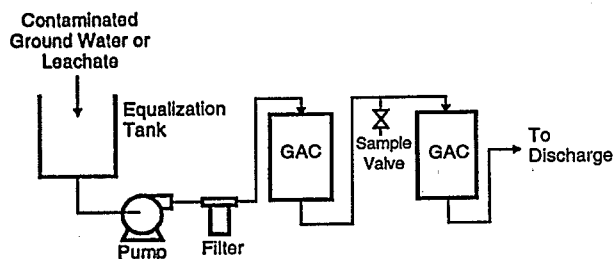 Contaminated
Ground Water or
Leachate
Equalization
Tank
Pump
Filter
GAC
Sample
Valve
GAC
To
Discharge